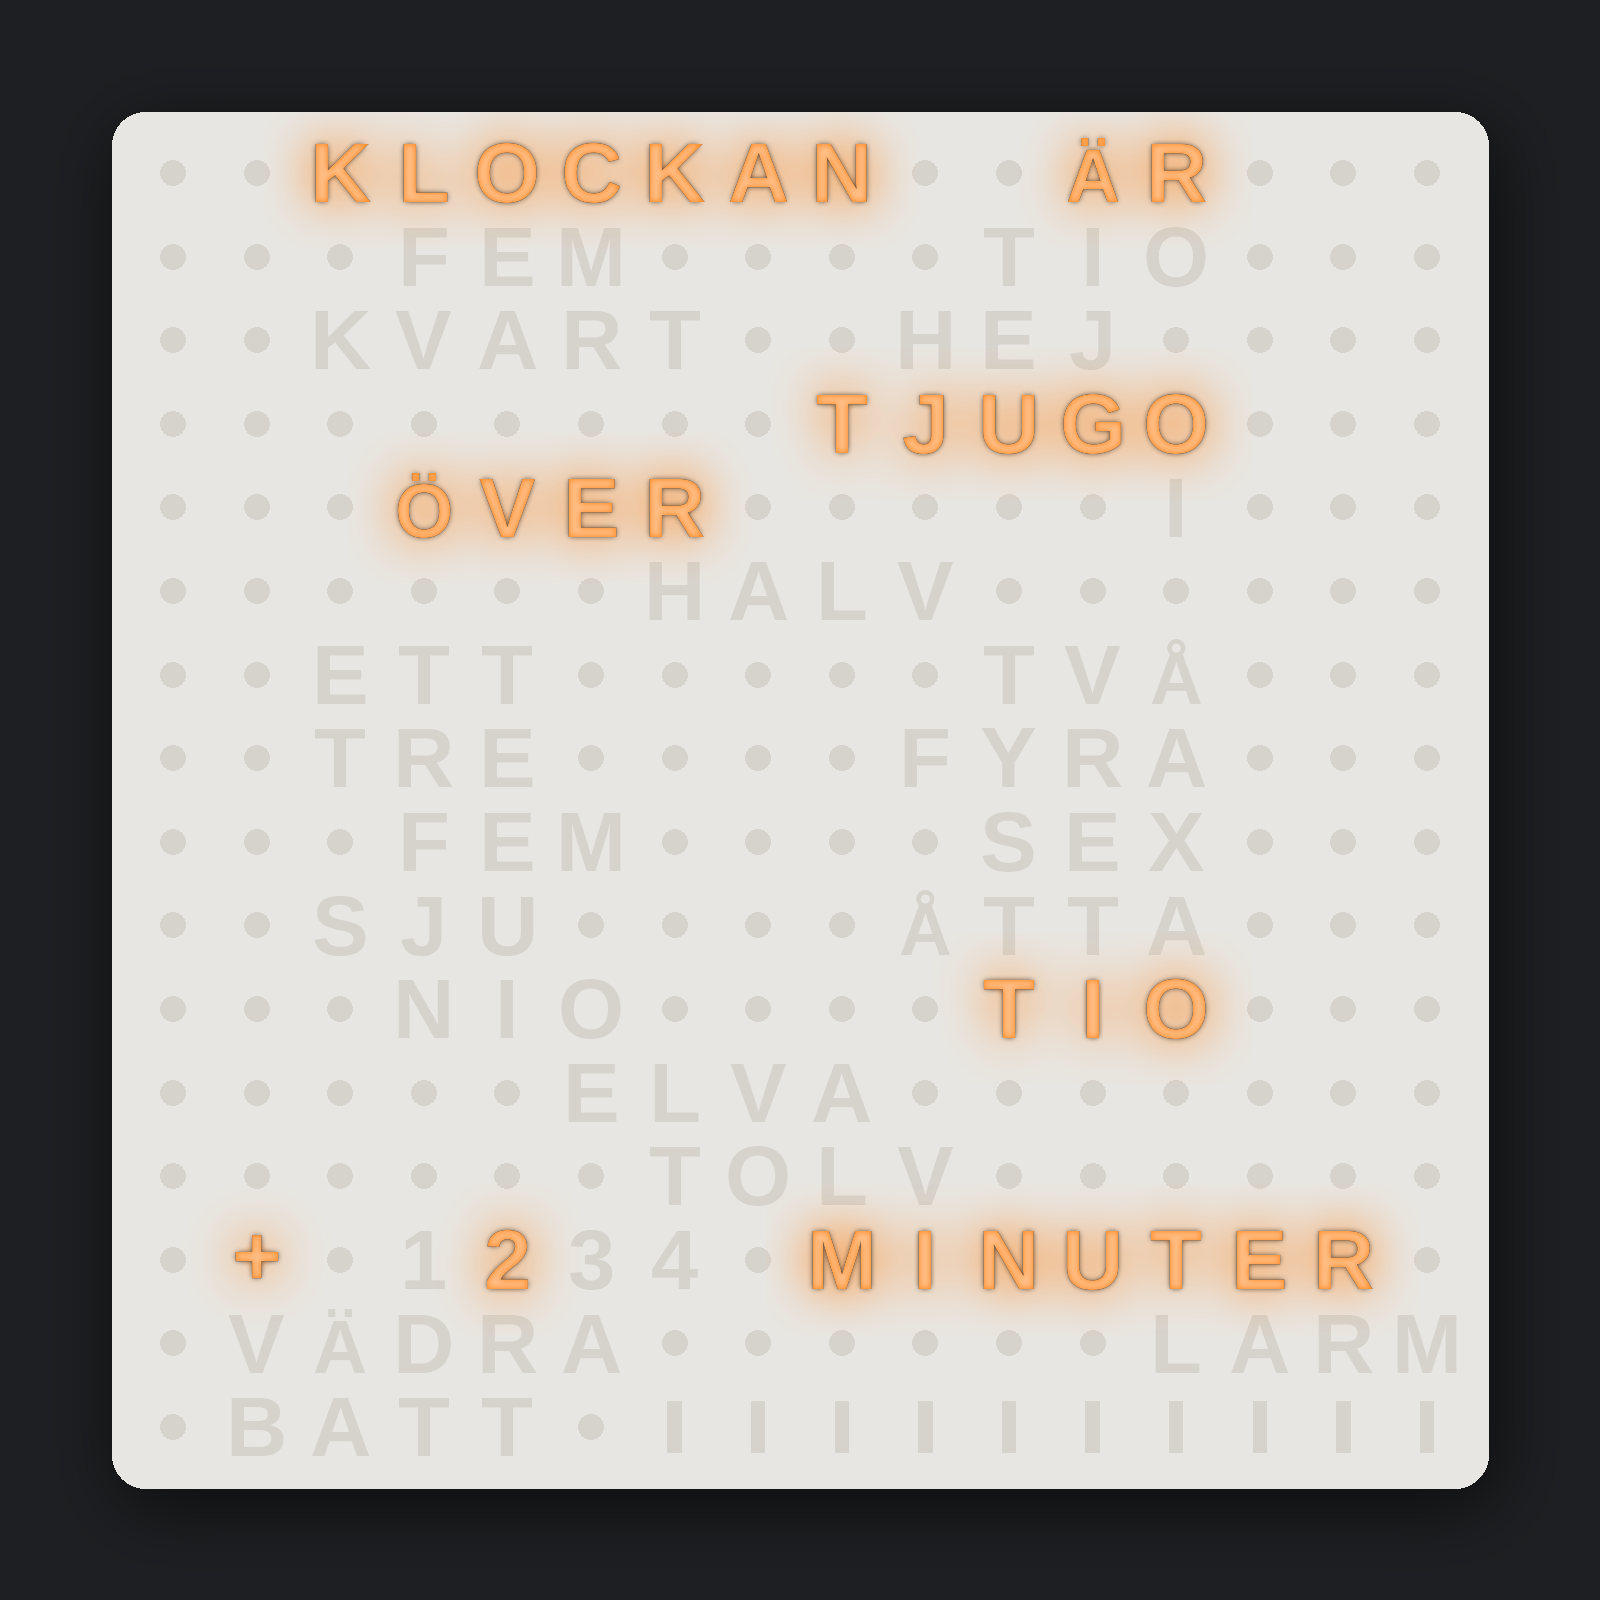 KLOCKAN ÄR
FEM TIO
KVART HEJ
TJUGO
ÖVER I
HALV
ETT TVÅ
TRE FYRA
FEM SEX
SJU ÅTTA
NIO TIO
ELVA
TOLV
+ 1 2 3 4 MINUTER
VÄDRA LARM
BATT I I I I I I I I I I